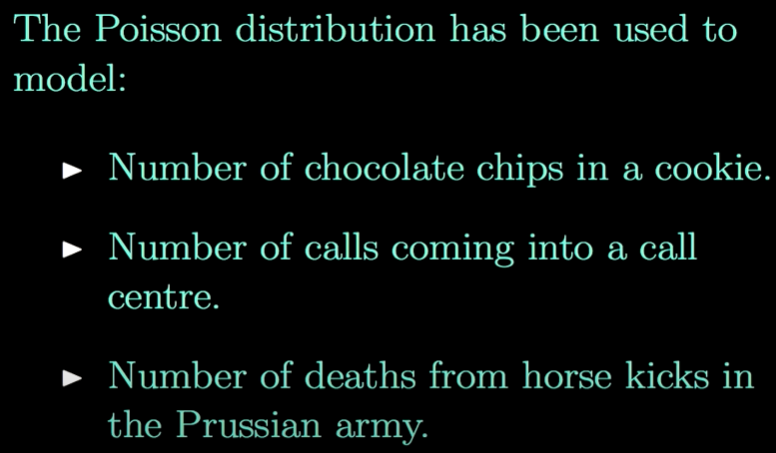 The Poisson distribution has been used to
model:
► Number of chocolate chips in a cookie.
► Number of calls coming into a call
centre.
► Number of deaths from horse kicks in
the Prussian army.